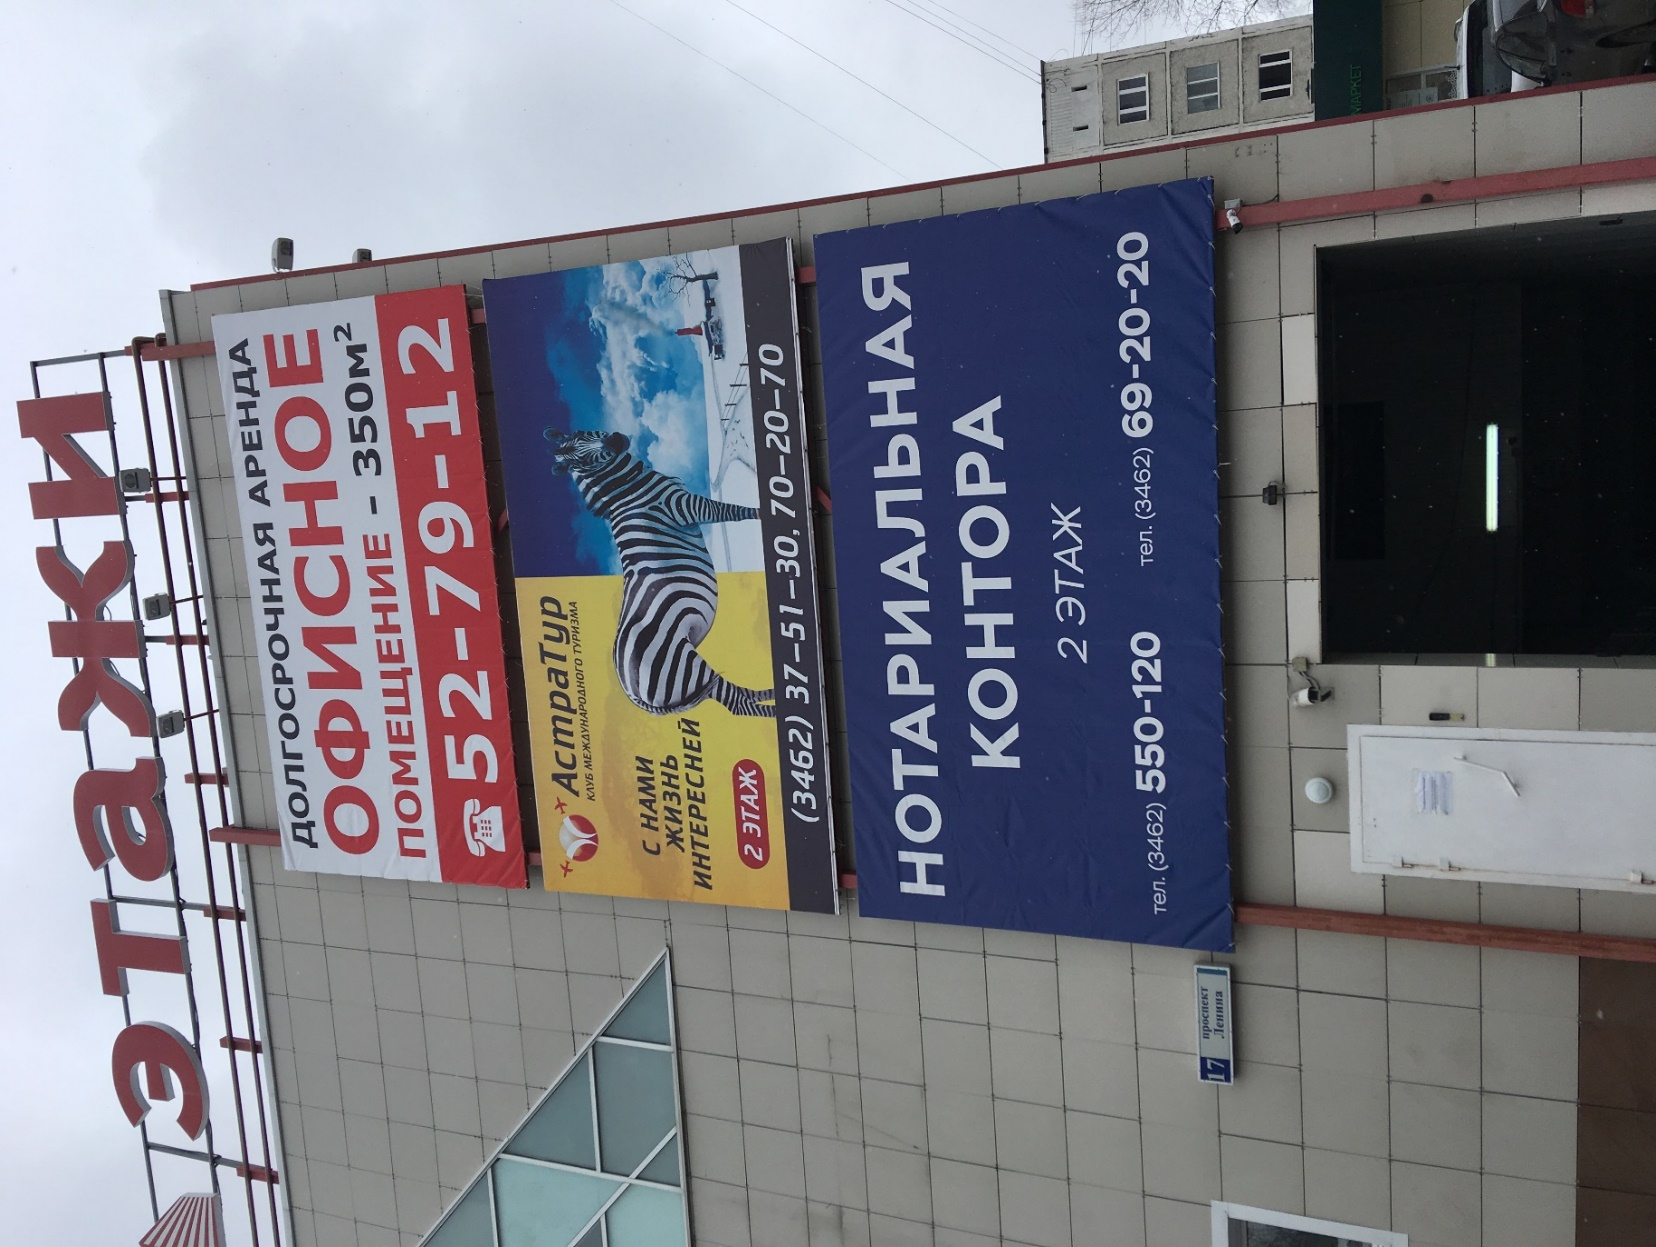 этажи
ДОЛГОСРОЧНАЯ АРЕНДА
ОФИСНОЕ
ПОМЕЩЕНИЕ - 350м²
52-79-12
АстраТур
КЛУБ МЕЖДУНАРОДНОГО ТУРИЗМА
С НАМИ
ЖИЗНЬ
ИНТЕРЕСНЕЙ
2 ЭТАЖ
(3462) 37-51-30, 70-20-70
НОТАРИАЛЬНАЯ
КОНТОРА
2 ЭТАЖ
тел. (3462) 550-120
тел. (3462) 69-20-20
17 проспект
Ленина
МАРКЕТ